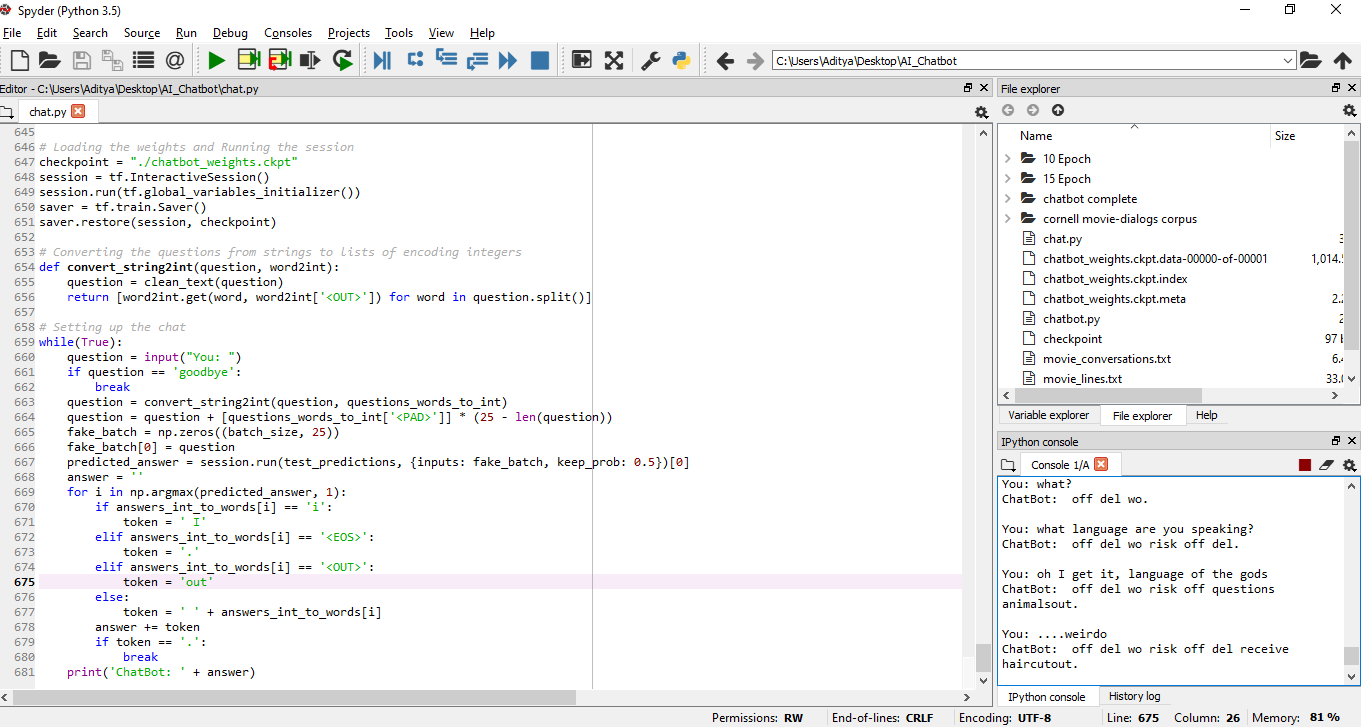 Spyder (Python 3.5)
File Edit Search Source Run Debug Consoles Projects Tools View Help
C:\Users\Aditya\Desktop\AI_Chatbot
Editor - C:\Users\Aditya\Desktop\AI_Chatbot\chat.py
chat.py
645
646 # Loading the weights and Running the session
647 checkpoint = "./chatbot_weights.ckpt"
648 session = tf.InteractiveSession()
649 session.run(tf.global_variables_initializer())
650 saver = tf.train.Saver()
651 saver.restore(session, checkpoint)
652
653 # Converting the questions from strings to lists of encoding integers
654 def convert_string2int(question, word2int):
655     question = clean_text(question)
656     return [word2int.get(word, word2int['<OUT>']) for word in question.split()]
657
658 # Setting up the chat
659 while(True):
660     question = input("You: ")
661     if question == 'goodbye':
662         break
663     question = convert_string2int(question, questions_words_to_int)
664     question = question + [questions_words_to_int['<PAD>']] * (25 - len(question))
665     fake_batch = np.zeros((batch_size, 25))
666     fake_batch[0] = question
667     predicted_answer = session.run(test_predictions, {inputs: fake_batch, keep_prob: 0.5})[0]
668     answer = ''
669     for i in np.argmax(predicted_answer, 1):
670         if answers_int_to_words[i] == 'i':
671             token = ' I'
672         elif answers_int_to_words[i] == '<EOS>':
673             token = '.'
674         elif answers_int_to_words[i] == '<OUT>':
675             token = 'out'
676         else:
677             token = ' ' + answers_int_to_words[i]
678         answer += token
679         if token == '.':
680             break
681     print('ChatBot: ' + answer)
File explorer
Name Size
10 Epoch
15 Epoch
chatbot complete
cornell movie-dialogs corpus
chat.py
chatbot_weights.ckpt.data-00000-of-00001
chatbot_weights.ckpt.index
chatbot_weights.ckpt.meta
chatbot.py
checkpoint 97
movie_conversations.txt
movie_lines.txt
Variable explorer File explorer Help
IPython console
Console 1/A
You: what?
ChatBot:  off del wo.
You: what language are you speaking?
ChatBot:  off del wo risk off del.
You: oh I get it, language of the gods
ChatBot:  off del wo risk off questions
animalsout.
You: ....weirdo
ChatBot:  off del wo risk off del receive
haircutout.
IPython console History log
Permissions: RW End-of-lines: CRLF Encoding: UTF-8 Line: 675 Column: 26 Memory: 81 %